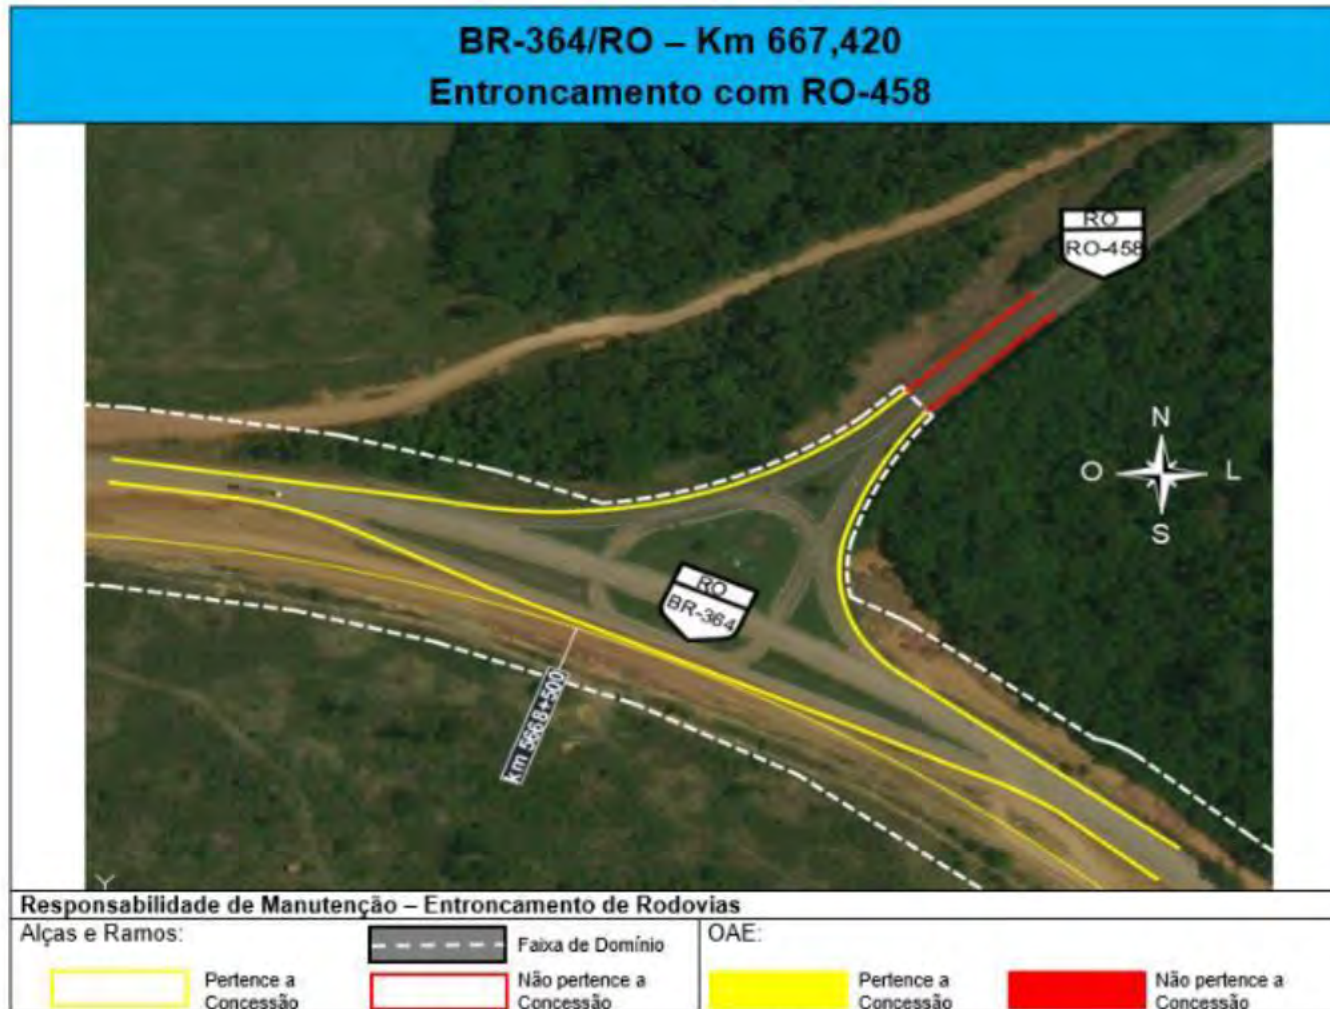 BR-364/RO – Km 667,420
Entroncamento com RO-458
RO
RO-458
N
O
L
S
RO
BR-364
km 566.8+500
Y
Responsabilidade de Manutenção – Entroncamento de Rodovias
Alças e Ramos:
Faixa de Domínio
OAE:
Pertence a
Concessão
Não pertence a
Concessão
Pertence a
Concessão
Não pertence a
Concessão